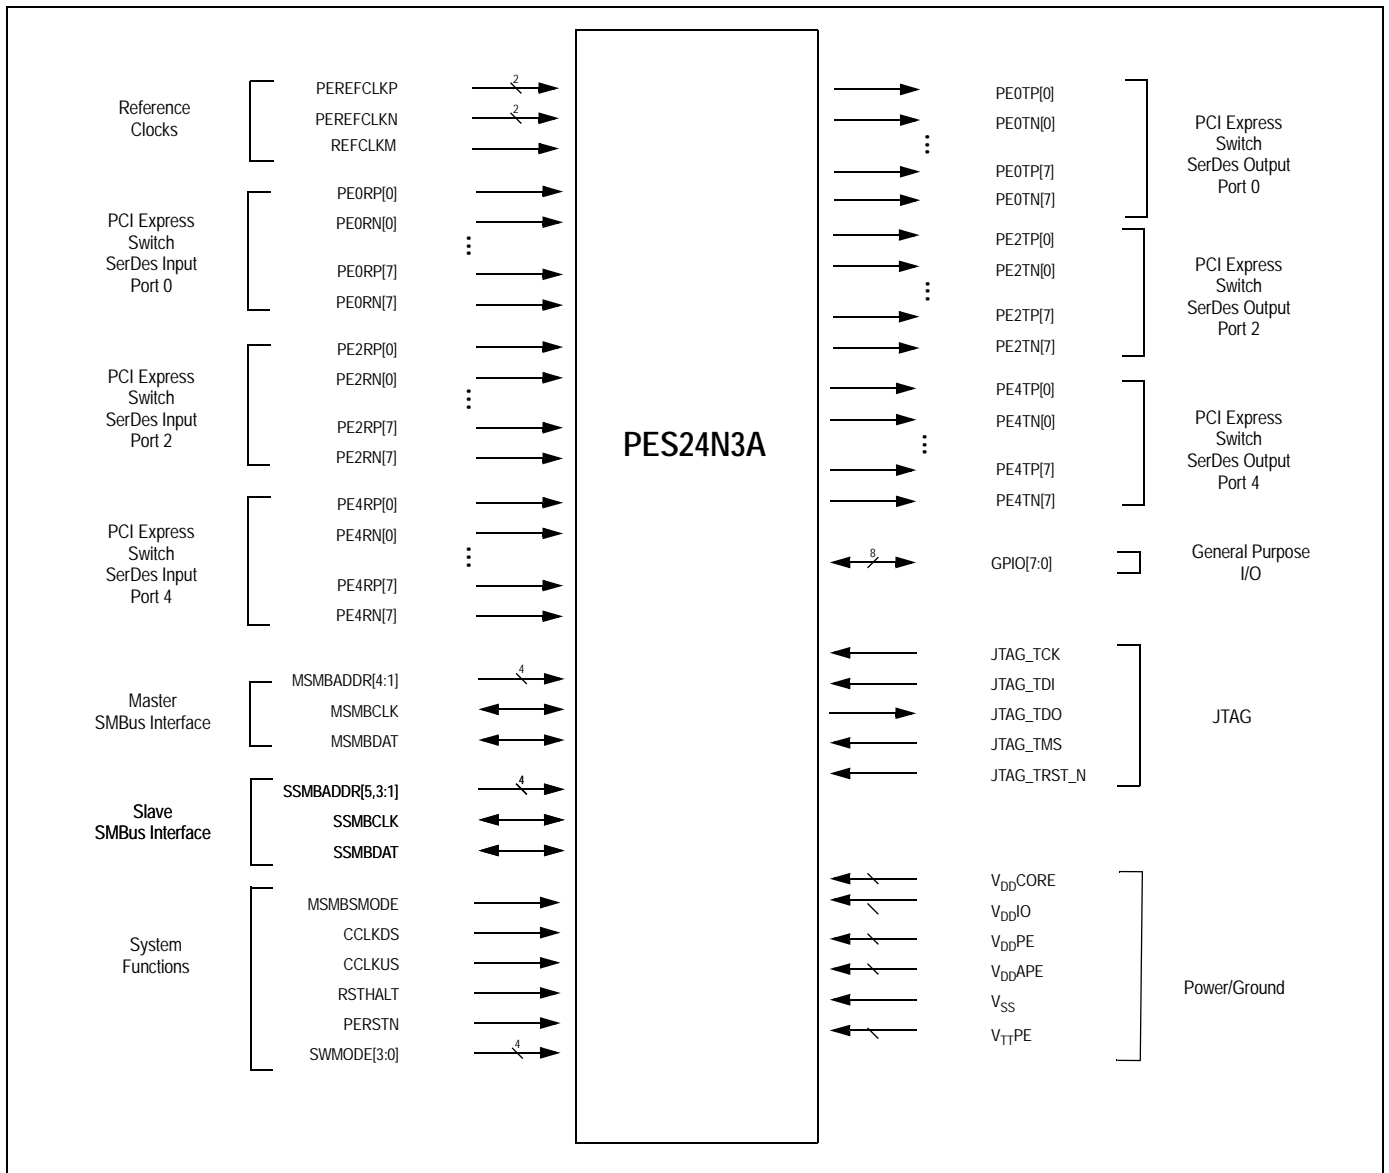 Reference
Clocks
PEREFCLKP
2
PEREFCLKN
2
REFCLKM
PCI Express
Switch
SerDes Input
Port 0
PE0RP[0]
PE0RN[0]
PE0RP[7]
PE0RN[7]
PCI Express
Switch
SerDes Input
Port 2
PE2RP[0]
PE2RN[0]
PE2RP[7]
PE2RN[7]
PCI Express
Switch
SerDes Input
Port 4
PE4RP[0]
PE4RN[0]
PE4RP[7]
PE4RN[7]
Master
SMBus Interface
MSMBADDR[4:1]
4
MSMBCLK
MSMBDAT
Slave
SMBus Interface
SSMBADDR[5,3:1]
4
SSMBCLK
SSMBDAT
System
Functions
MSMBSMODE
CCLKDS
CCLKUS
RSTHALT
PERSTN
SWMODE[3:0]
4
PES24N3A
PE0TP[0]
PE0TN[0]
PE0TP[7]
PE0TN[7]
PCI Express
Switch
SerDes Output
Port 0
PE2TP[0]
PE2TN[0]
PE2TP[7]
PE2TN[7]
PCI Express
Switch
SerDes Output
Port 2
PE4TP[0]
PE4TN[0]
PE4TP[7]
PE4TN[7]
PCI Express
Switch
SerDes Output
Port 4
8
GPIO[7:0]
General Purpose
I/O
JTAG_TCK
JTAG_TDI
JTAG_TDO
JTAG_TMS
JTAG_TRST_N
JTAG
VDDCORE
VDDIO
VDDPE
VDDAPE
VSS
VTTPE
Power/Ground